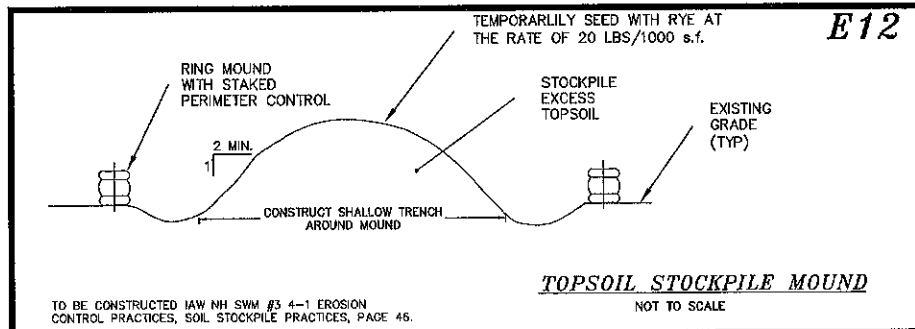 TEMPORARLILY SEED WITH RYE AT
THE RATE OF 20 LBS/1000 s.f.
E12
RING MOUND
WITH STAKED
PERIMETER CONTROL
STOCKPILE
EXCESS
TOPSOIL
EXISTING
GRADE
(TYP)
2 MIN.
1
CONSTRUCT SHALLOW TRENCH
AROUND MOUND
TOPSOIL STOCKPILE MOUND
NOT TO SCALE
TO BE CONSTRUCTED IAW NH SWM #3 4-1 EROSION
CONTROL PRACTICES, SOIL STOCKPILE PRACTICES, PAGE 46.